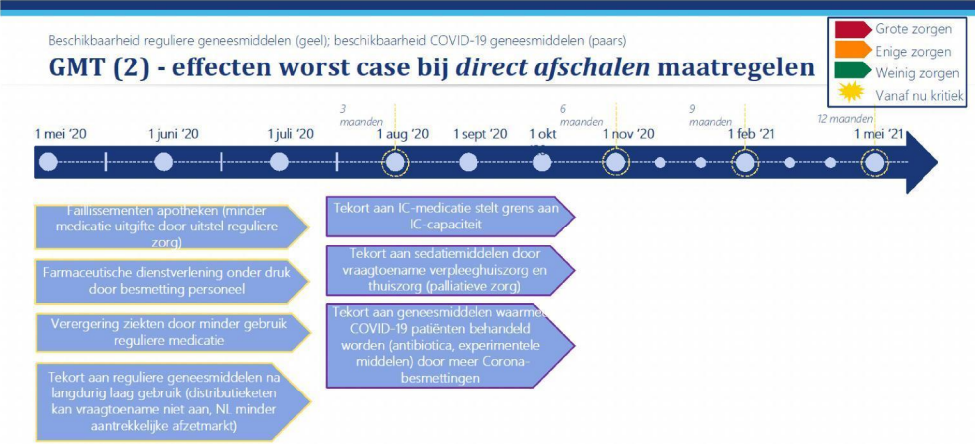 Beschikbaarheid reguliere geneesmiddelen (geel); beschikbaarheid COVID-19 geneesmiddelen (paars)
GMT (2) - effecten worst case bij direct afschalen maatregelen
Grote zorgen
Enige zorgen
Weinig zorgen
Vanaf nu kritiek
3 maanden
6 maanden
9 maanden
12 maanden
1 mei '20
1 juni '20
1 juli '20
1 aug '20
1 sept '20
1 okt
1 nov '20
1 feb '21
1 mei '21
Faillissementen apotheken (minder
medicatie uitgifte door uitstel reguliere
zorg)
Farmaceutische dienstverlening onder druk
door besmetting personeel
Verergering ziekten door minder gebruik
reguliere medicatie
Tekort aan reguliere geneesmiddelen na
langdurig laag gebruik (distributieketen
kan vraagtoename niet aan, NL minder
aantrekkelijke afzetmarkt)
Tekort aan IC-medicatie stelt grens aan
IC-capaciteit
Tekort aan sedatiemiddelen door
vraagtoename verpleeghuiszorg en
thuiszorg (palliatieve zorg)
Tekort aan geneesmiddelen waarmee
COVID-19 patiënten behandeld
worden (antibiotica, experimentele
middelen) door meer Corona-
besmettingen